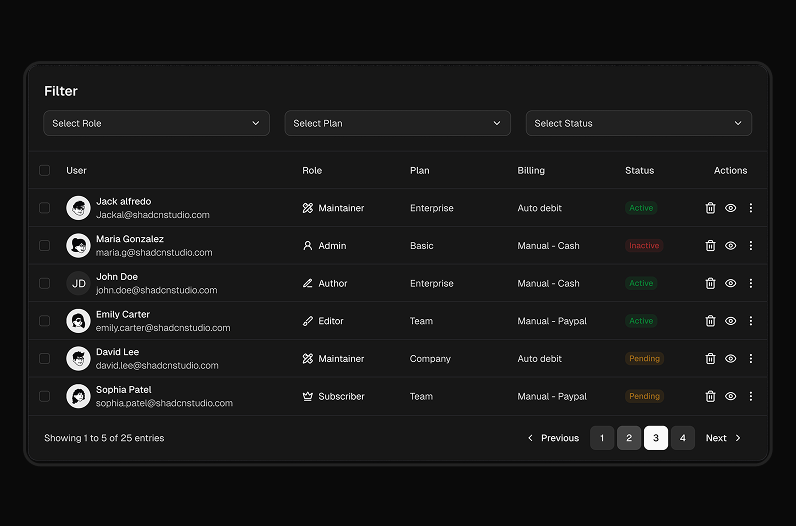 Filter
Select Role Select Plan Select Status
User Role Plan Billing Status Actions
Jack alfredo
Jackal@shadcnstudio.com
Maintainer Enterprise Auto debit Active
Maria Gonzalez
maria.g@shadcnstudio.com
Admin Basic Manual - Cash Inactive
JD
John Doe
john.doe@shadcnstudio.com
Author Enterprise Manual - Cash Active
Emily Carter
emily.carter@shadcnstudio.com
Editor Team Manual - Paypal Active
David Lee
david.lee@shadcnstudio.com
Maintainer Company Auto debit Pending
Sophia Patel
sophia.patel@shadcnstudio.com
Subscriber Team Manual - Paypal Pending
Showing 1 to 5 of 25 entries Previous 1 2 3 4 Next